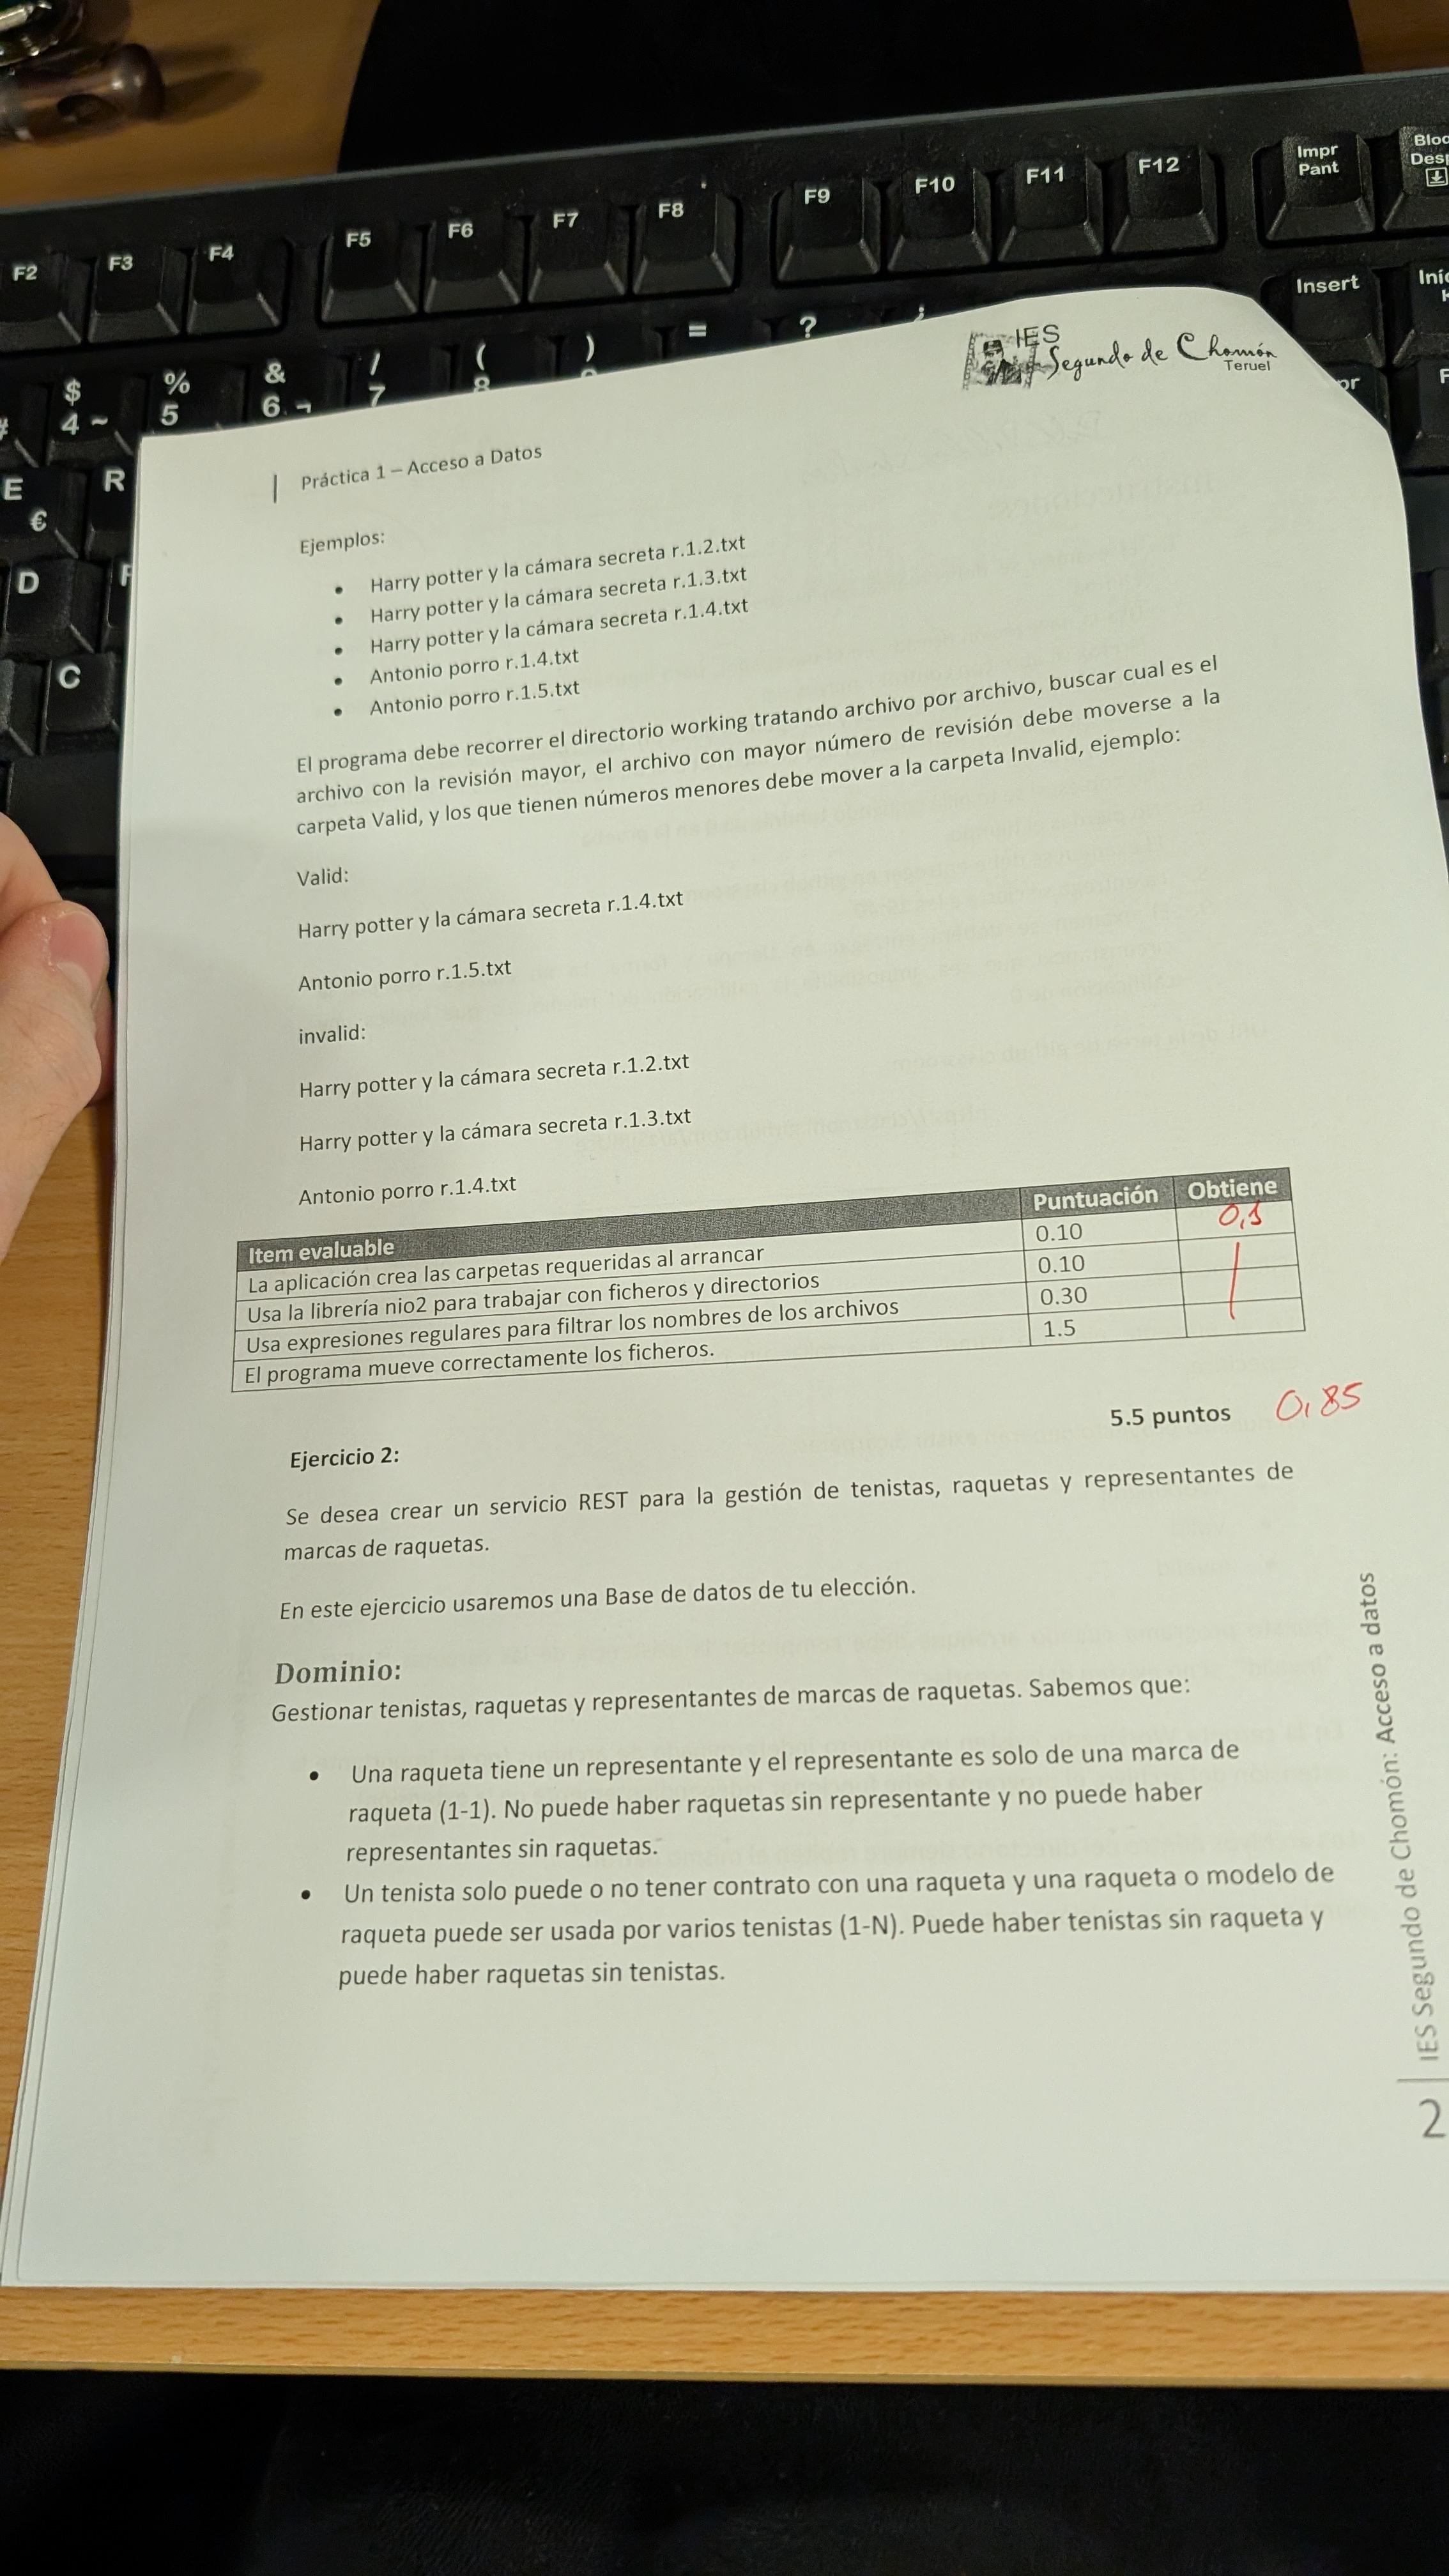 F2 F3 F4 F5 F6 F7 F8 F9 F10 F11 F12 Impr Pant
Insert
$ 4 ~ % 5 & 6 ¬ / 7 ( 8 ) = ?
E € R
D
C
IES
Segundo de Chomón
Teruel
Práctica 1 – Acceso a Datos
Ejemplos:
• Harry potter y la cámara secreta r.1.2.txt
• Harry potter y la cámara secreta r.1.3.txt
• Harry potter y la cámara secreta r.1.4.txt
• Antonio porro r.1.4.txt
• Antonio porro r.1.5.txt
El programa debe recorrer el directorio working tratando archivo por archivo, buscar cual es el
archivo con la revisión mayor, el archivo con mayor número de revisión debe moverse a la
carpeta Valid, y los que tienen números menores debe mover a la carpeta Invalid, ejemplo:
Valid:
Harry potter y la cámara secreta r.1.4.txt
Antonio porro r.1.5.txt
invalid:
Harry potter y la cámara secreta r.1.2.txt
Harry potter y la cámara secreta r.1.3.txt
Antonio porro r.1.4.txt
Item evaluable Puntuación Obtiene
La aplicación crea las carpetas requeridas al arrancar 0.10 0,1
Usa la librería nio2 para trabajar con ficheros y directorios 0.10
Usa expresiones regulares para filtrar los nombres de los archivos 0.30
El programa mueve correctamente los ficheros. 1.5
5.5 puntos 0,85
Ejercicio 2:
Se desea crear un servicio REST para la gestión de tenistas, raquetas y representantes de
marcas de raquetas.
En este ejercicio usaremos una Base de datos de tu elección.
Dominio:
Gestionar tenistas, raquetas y representantes de marcas de raquetas. Sabemos que:
• Una raqueta tiene un representante y el representante es solo de una marca de
raqueta (1-1). No puede haber raquetas sin representante y no puede haber
representantes sin raquetas.
• Un tenista solo puede o no tener contrato con una raqueta y una raqueta o modelo de
raqueta puede ser usada por varios tenistas (1-N). Puede haber tenistas sin raqueta y
puede haber raquetas sin tenistas.
IES Segundo de Chomón: Acceso a datos
2